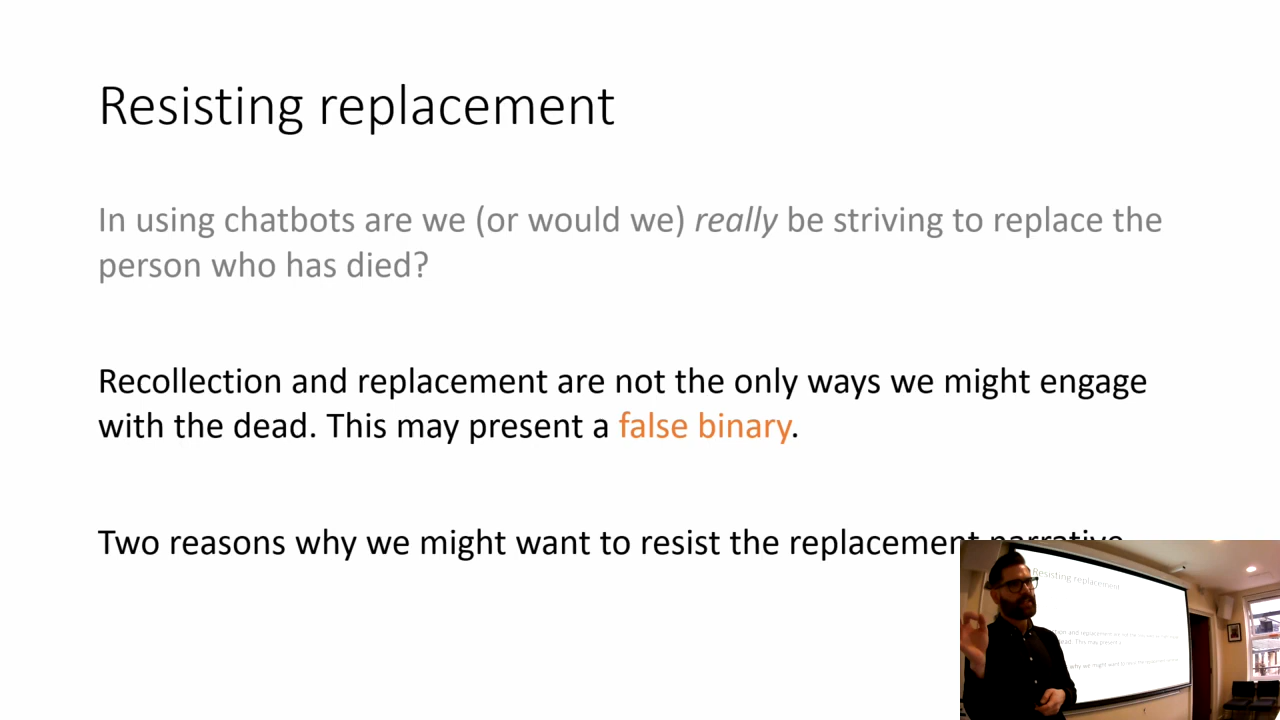 Resisting replacement
In using chatbots are we (or would we) really be striving to replace the
person who has died?
Recollection and replacement are not the only ways we might engage
with the dead. This may present a false binary.
Two reasons why we might want to resist the replacement narrative
Resisting replacement